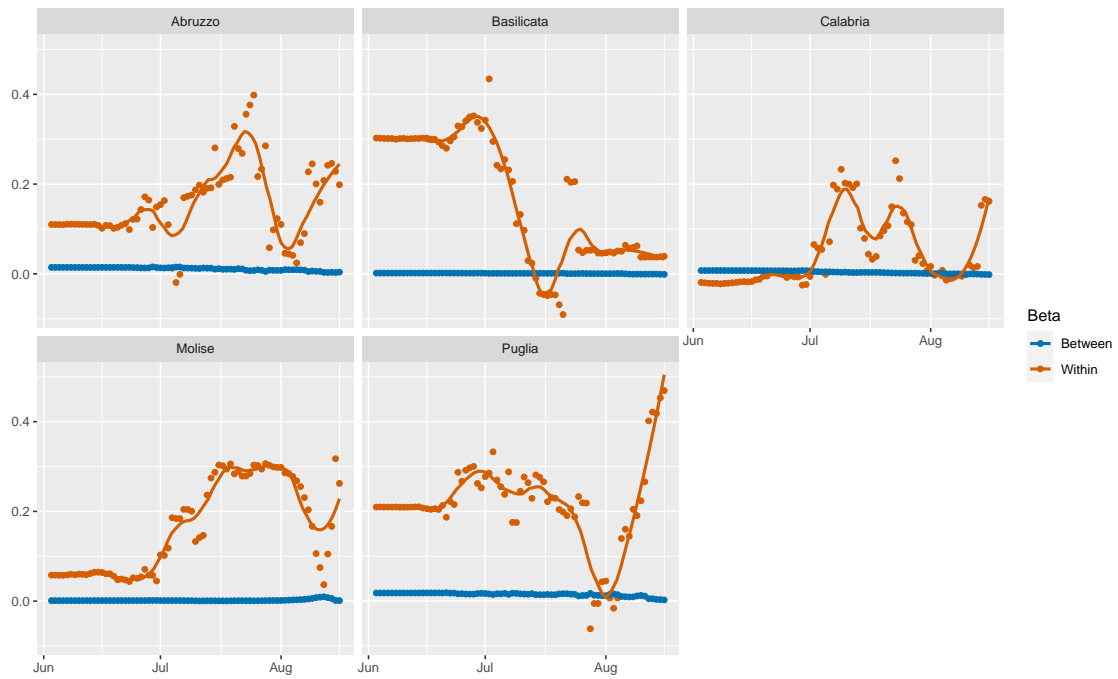 Abruzzo
Basilicata
Calabria
0.4
0.2
0.0
Jun
Jul
Aug
Beta
Between
Within
Molise
Puglia
0.4
0.2
0.0
Jun
Jul
Aug
Jun
Jul
Aug